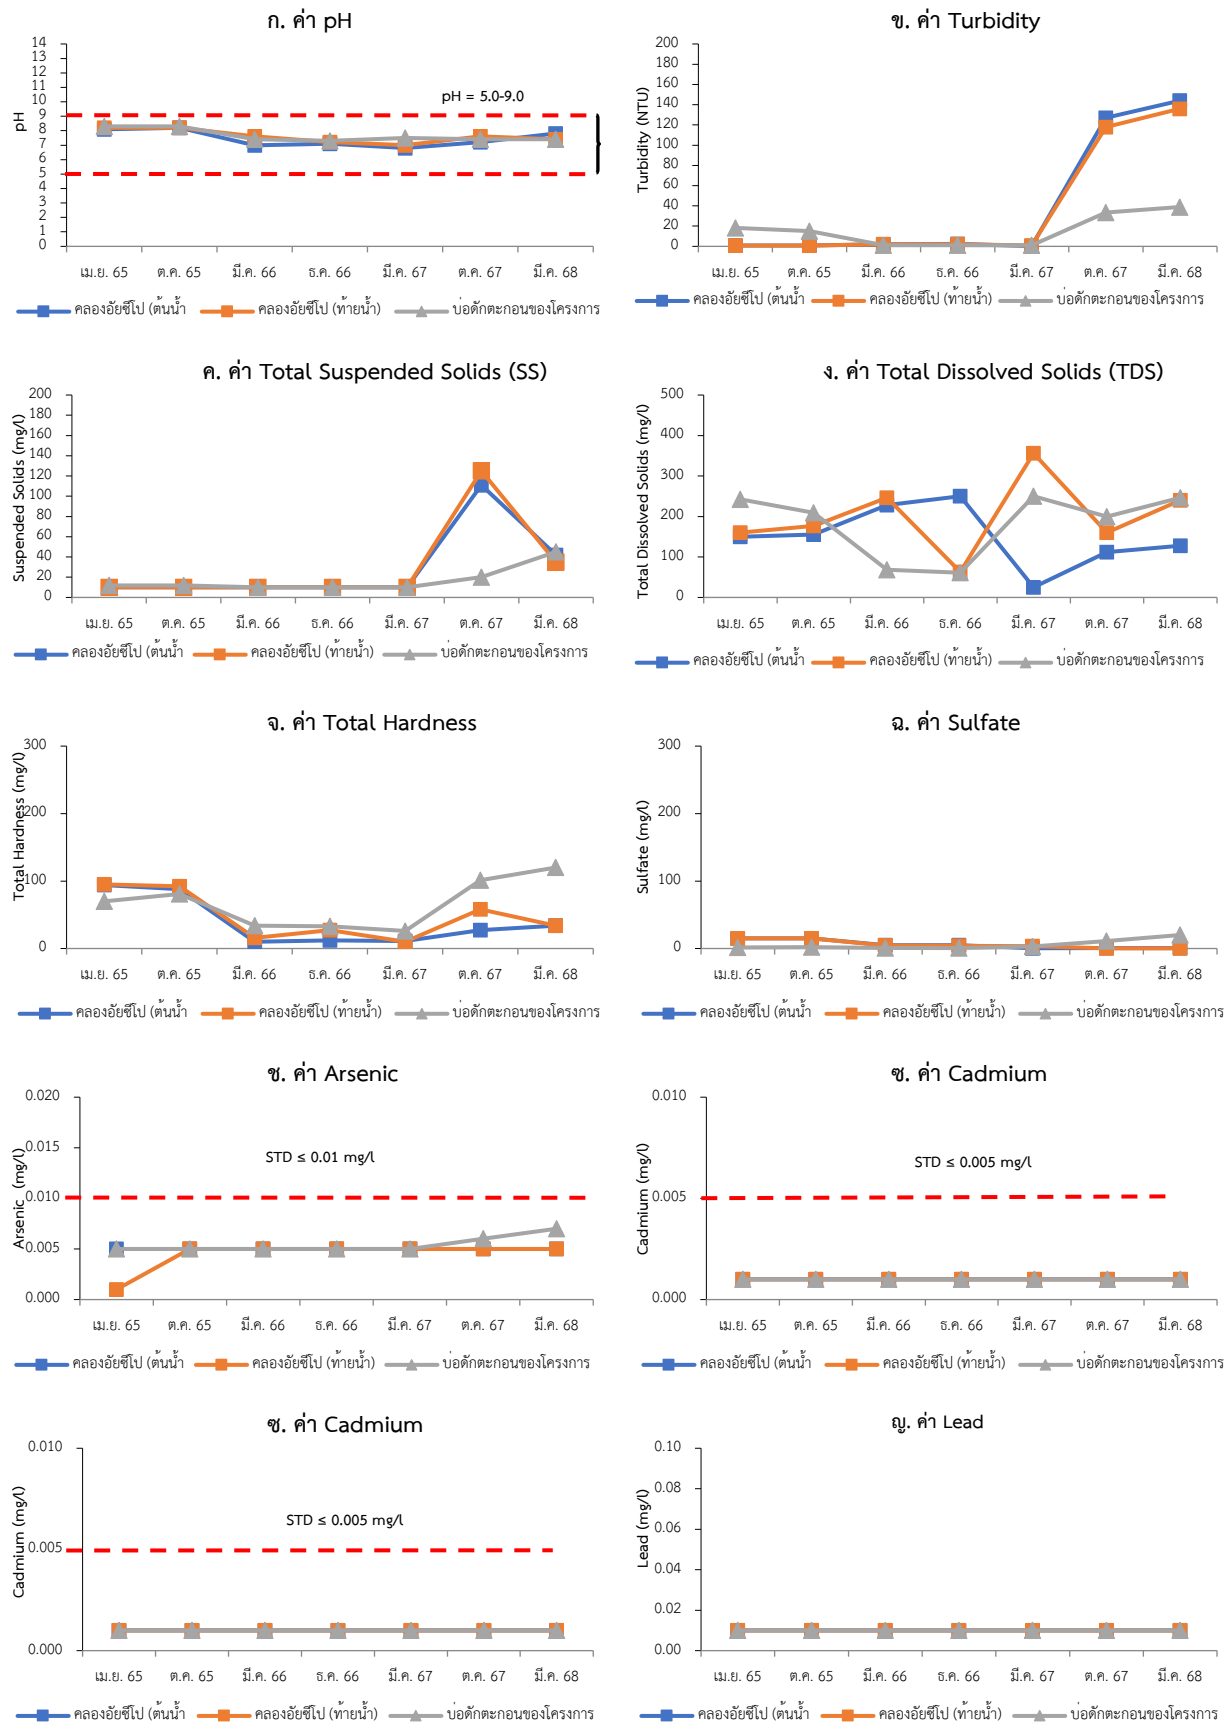 ก. ค่า pH
pH
14
13
12
11
10
9
8
7
6
5
4
3
2
1
0
pH = 5.0-9.0
เม.ย. 65 ต.ค. 65 มี.ค. 66 ธ.ค. 66 มี.ค. 67 ต.ค. 67 มี.ค. 68
คลองอัยซีโป (ต้นน้ำ คลองอัยซีโป (ท้ายน้ำ) บ่อดักตะกอนของโครงการ
ข. ค่า Turbidity
Turbidity (NTU)
200
180
160
140
120
100
80
60
40
20
0
เม.ย. 65 ต.ค. 65 มี.ค. 66 ธ.ค. 66 มี.ค. 67 ต.ค. 67 มี.ค. 68
คลองอัยซีโป (ต้นน้ำ คลองอัยซีโป (ท้ายน้ำ) บ่อดักตะกอนของโครงการ
ค. ค่า Total Suspended Solids (SS)
Suspended Solids (mg/l)
200
180
160
140
120
100
80
60
40
20
0
เม.ย. 65 ต.ค. 65 มี.ค. 66 ธ.ค. 66 มี.ค. 67 ต.ค. 67 มี.ค. 68
คลองอัยซีโป (ต้นน้ำ คลองอัยซีโป (ท้ายน้ำ) บ่อดักตะกอนของโครงการ
ง. ค่า Total Dissolved Solids (TDS)
Total Dissolved Solids (mg/l)
500
400
300
200
100
0
เม.ย. 65 ต.ค. 65 มี.ค. 66 ธ.ค. 66 มี.ค. 67 ต.ค. 67 มี.ค. 68
คลองอัยซีโป (ต้นน้ำ คลองอัยซีโป (ท้ายน้ำ) บ่อดักตะกอนของโครงการ
จ. ค่า Total Hardness
Total Hardness (mg/l)
300
200
100
0
เม.ย. 65 ต.ค. 65 มี.ค. 66 ธ.ค. 66 มี.ค. 67 ต.ค. 67 มี.ค. 68
คลองอัยซีโป (ต้นน้ำ คลองอัยซีโป (ท้ายน้ำ) บ่อดักตะกอนของโครงการ
ฉ. ค่า Sulfate
Sulfate (mg/l)
300
200
100
0
เม.ย. 65 ต.ค. 65 มี.ค. 66 ธ.ค. 66 มี.ค. 67 ต.ค. 67 มี.ค. 68
คลองอัยซีโป (ต้นน้ำ คลองอัยซีโป (ท้ายน้ำ) บ่อดักตะกอนของโครงการ
ช. ค่า Arsenic
Arsenic (mg/l)
0.020
0.015
0.010
0.005
0.000
STD ≤ 0.01 mg/l
เม.ย. 65 ต.ค. 65 มี.ค. 66 ธ.ค. 66 มี.ค. 67 ต.ค. 67 มี.ค. 68
คลองอัยซีโป (ต้นน้ำ คลองอัยซีโป (ท้ายน้ำ) บ่อดักตะกอนของโครงการ
ซ. ค่า Cadmium
Cadmium (mg/l)
0.010
0.005
0.000
STD ≤ 0.005 mg/l
เม.ย. 65 ต.ค. 65 มี.ค. 66 ธ.ค. 66 มี.ค. 67 ต.ค. 67 มี.ค. 68
คลองอัยซีโป (ต้นน้ำ คลองอัยซีโป (ท้ายน้ำ) บ่อดักตะกอนของโครงการ
ซ. ค่า Cadmium
Cadmium (mg/l)
0.010
0.005
0.000
STD ≤ 0.005 mg/l
เม.ย. 65 ต.ค. 65 มี.ค. 66 ธ.ค. 66 มี.ค. 67 ต.ค. 67 มี.ค. 68
คลองอัยซีโป (ต้นน้ำ คลองอัยซีโป (ท้ายน้ำ) บ่อดักตะกอนของโครงการ
ญ. ค่า Lead
Lead (mg/l)
0.10
0.08
0.06
0.04
0.02
0.00
เม.ย. 65 ต.ค. 65 มี.ค. 66 ธ.ค. 66 มี.ค. 67 ต.ค. 67 มี.ค. 68
คลองอัยซีโป (ต้นน้ำ คลองอัยซีโป (ท้ายน้ำ) บ่อดักตะกอนของโครงการ